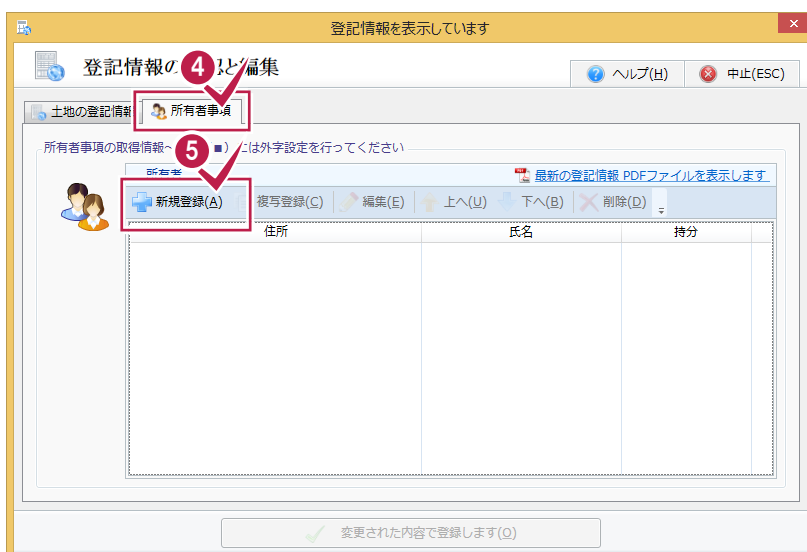 登記情報を表示しています
登記情報の 4 認と編集
ヘルプ(H) 中止(ESC)
土地の登記情報 所有者事項
所有者事項の取得情報~ 5 ■)には外字設定を行ってください
所有者 最新の登記情報 PDFファイルを表示します
新規登録(A) 複写登録(C) 編集(E) 上へ(U) 下へ(B) 削除(D)
住所 氏名 持分
変更された内容で登録します(O)